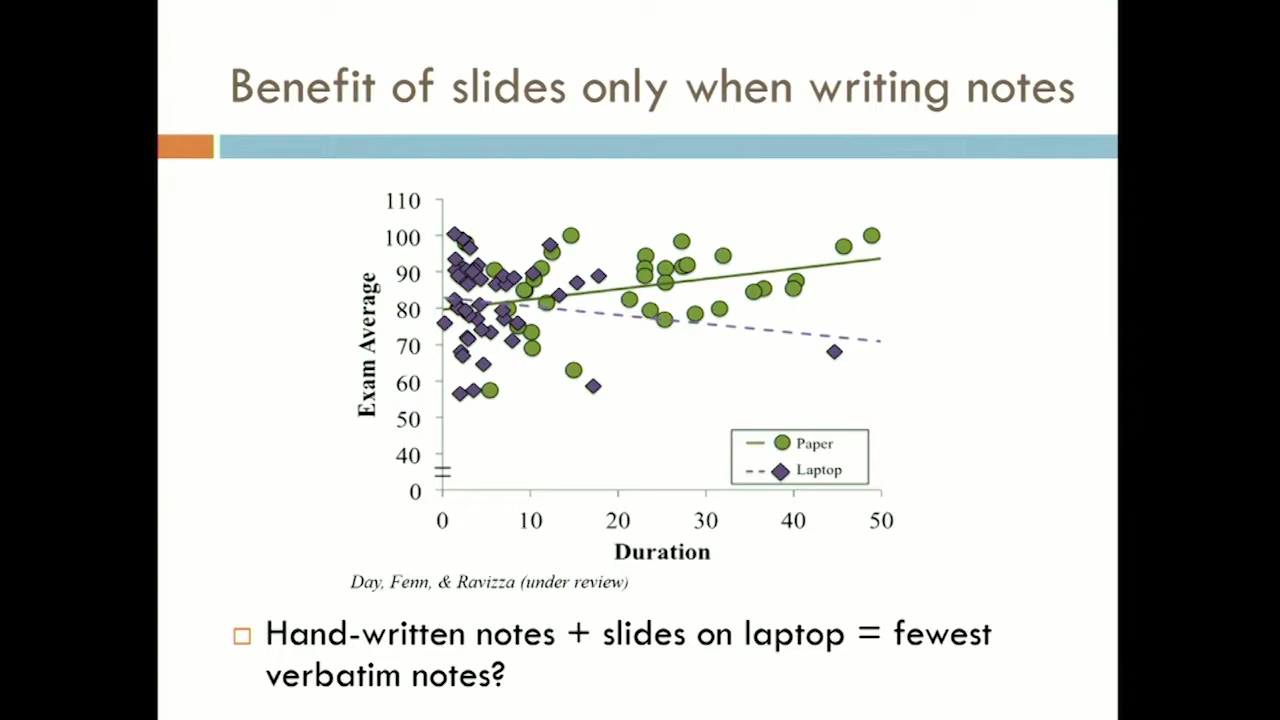 Benefit of slides only when writing notes
110
100
90
80
70
60
50
40
0
Exam Average
0 10 20 30 40 50
Duration
Paper
Laptop
Day, Fenn, & Ravizza (under review)
Hand-written notes + slides on laptop = fewest
verbatim notes?